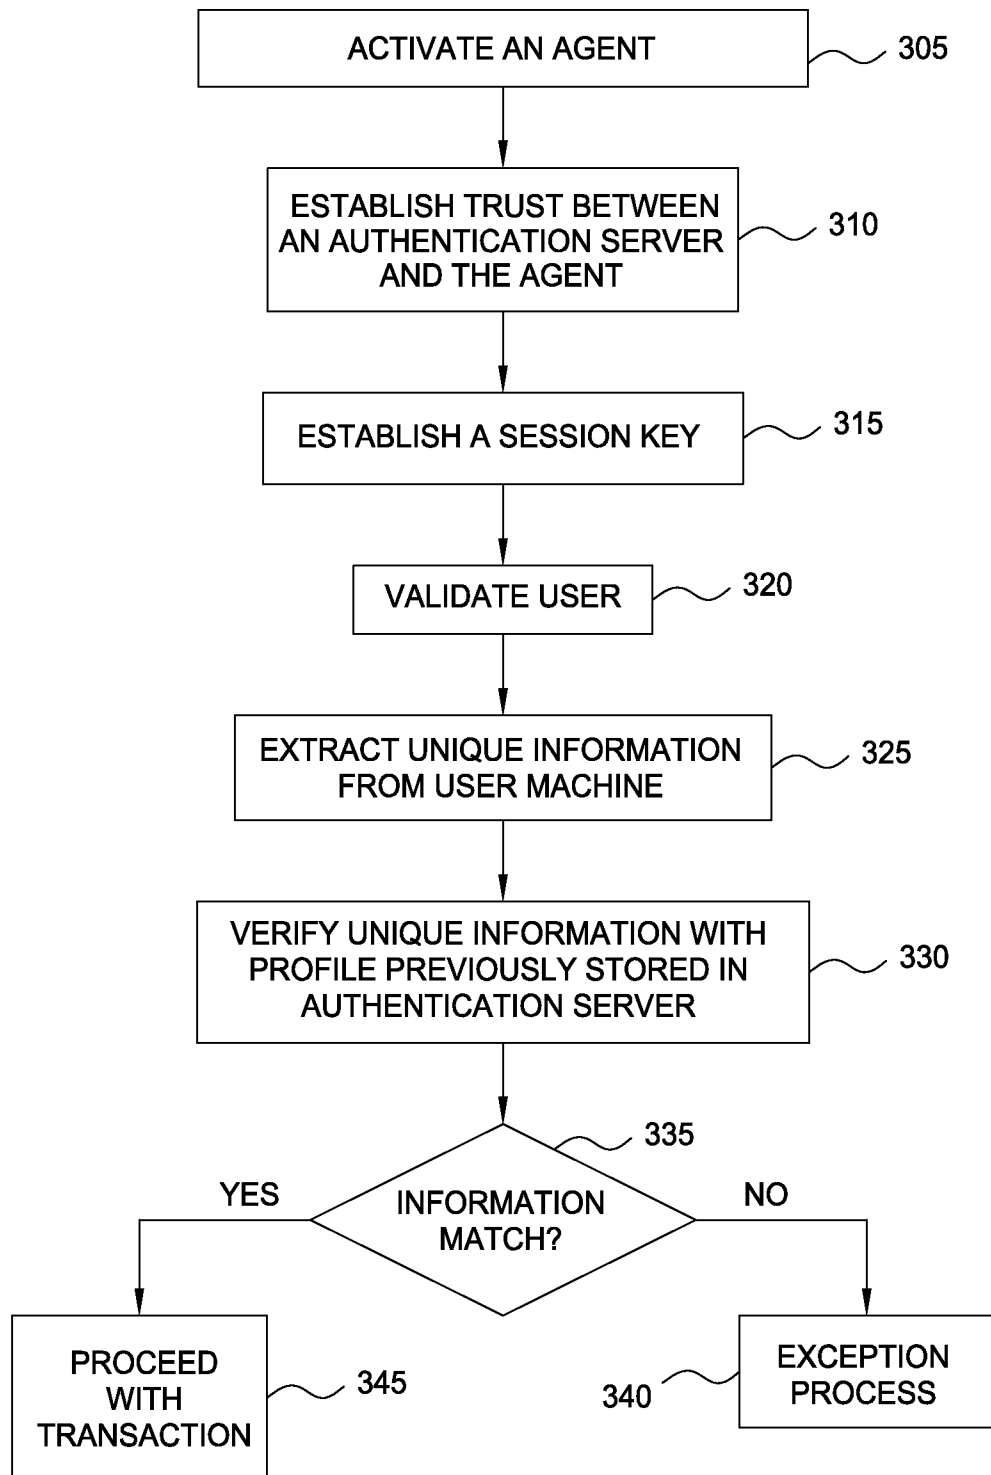 ACTIVATE AN AGENT
305
ESTABLISH TRUST BETWEEN
AN AUTHENTICATION SERVER
AND THE AGENT
310
ESTABLISH A SESSION KEY
315
VALIDATE USER
320
EXTRACT UNIQUE INFORMATION
FROM USER MACHINE
325
VERIFY UNIQUE INFORMATION WITH
PROFILE PREVIOUSLY STORED IN
AUTHENTICATION SERVER
330
335
YES
INFORMATION
MATCH?
NO
PROCEED
WITH
TRANSACTION
345
340
EXCEPTION
PROCESS